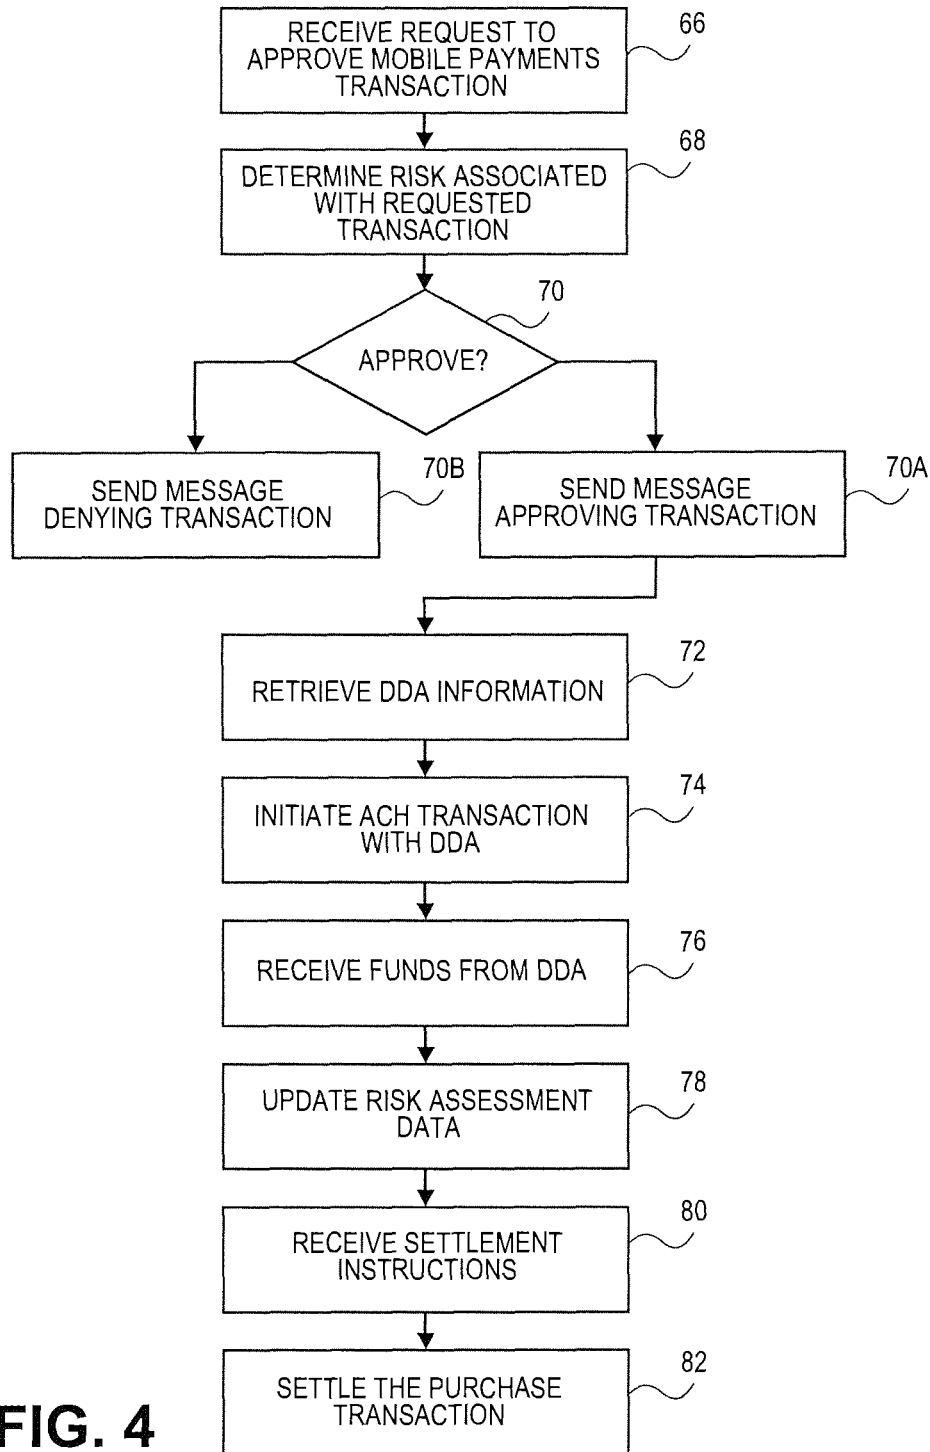 RECEIVE REQUEST TO
APPROVE MOBILE PAYMENTS
TRANSACTION
66
DETERMINE RISK ASSOCIATED
WITH REQUESTED
TRANSACTION
68
APPROVE?
70
SEND MESSAGE
DENYING TRANSACTION
70B
SEND MESSAGE
APPROVING TRANSACTION
70A
RETRIEVE DDA INFORMATION
72
INITIATE ACH TRANSACTION
WITH DDA
74
RECEIVE FUNDS FROM DDA
76
UPDATE RISK ASSESSMENT
DATA
78
RECEIVE SETTLEMENT
INSTRUCTIONS
80
SETTLE THE PURCHASE
TRANSACTION
82
FIG. 4